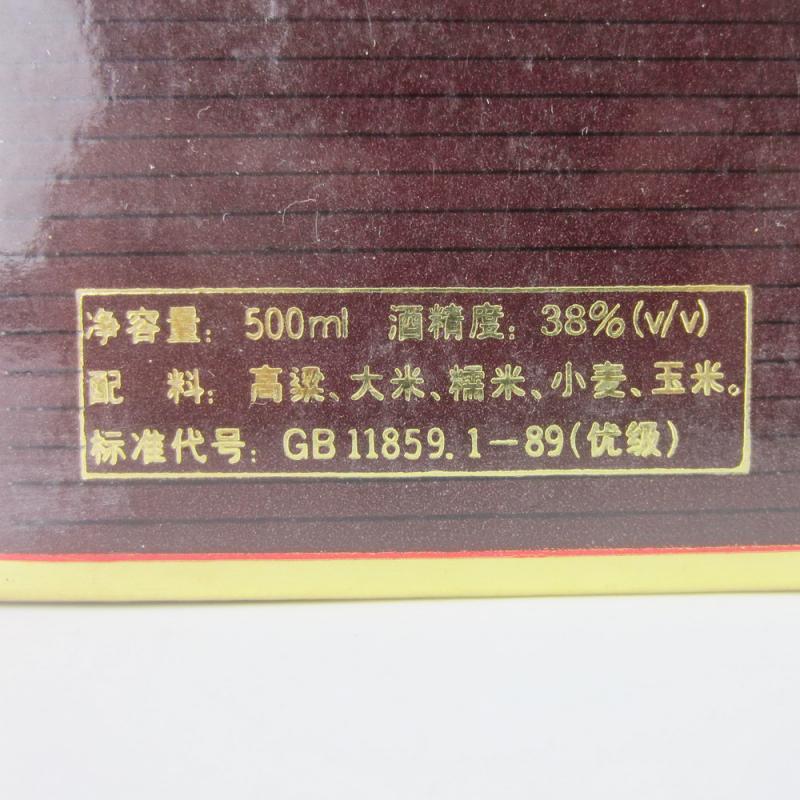 净容量：500ml 酒精度：38%(v/v)
配 料：高粱、大米、糯米、小麦、玉米。
标准代号：GB 11859.1-89(优级)